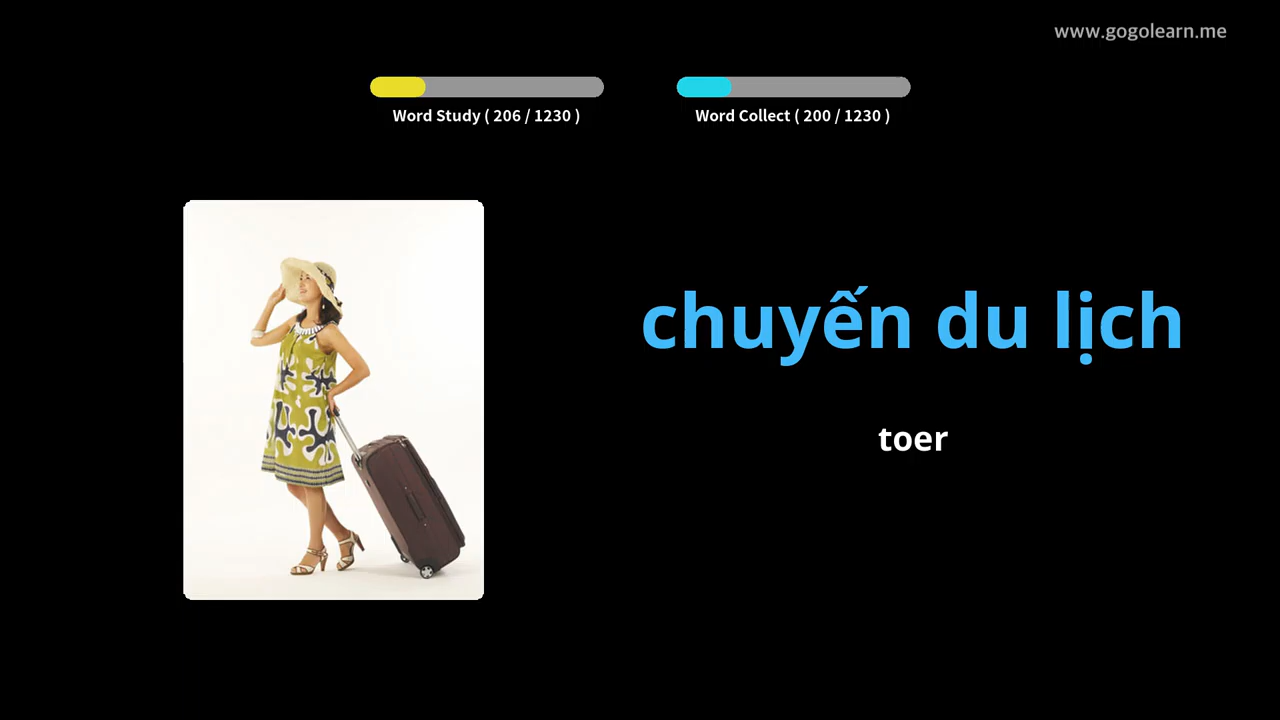 www.gogolearn.me
Word Study ( 206 / 1230 )
Word Collect ( 200 / 1230 )
chuyến du lịch
toer